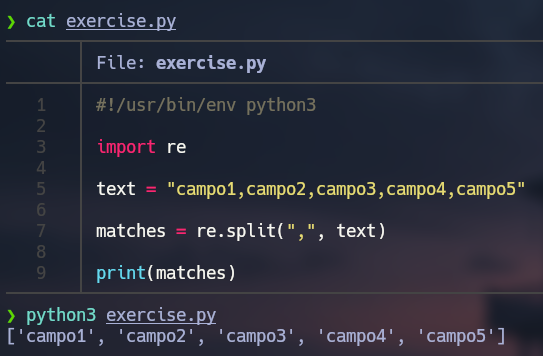 ❯ cat exercise.py
File: exercise.py
1 #!/usr/bin/env python3
2
3 import re
4
5 text = "campo1,campo2,campo3,campo4,campo5"
6
7 matches = re.split(",", text)
8
9 print(matches)
❯ python3 exercise.py
['campo1', 'campo2', 'campo3', 'campo4', 'campo5']